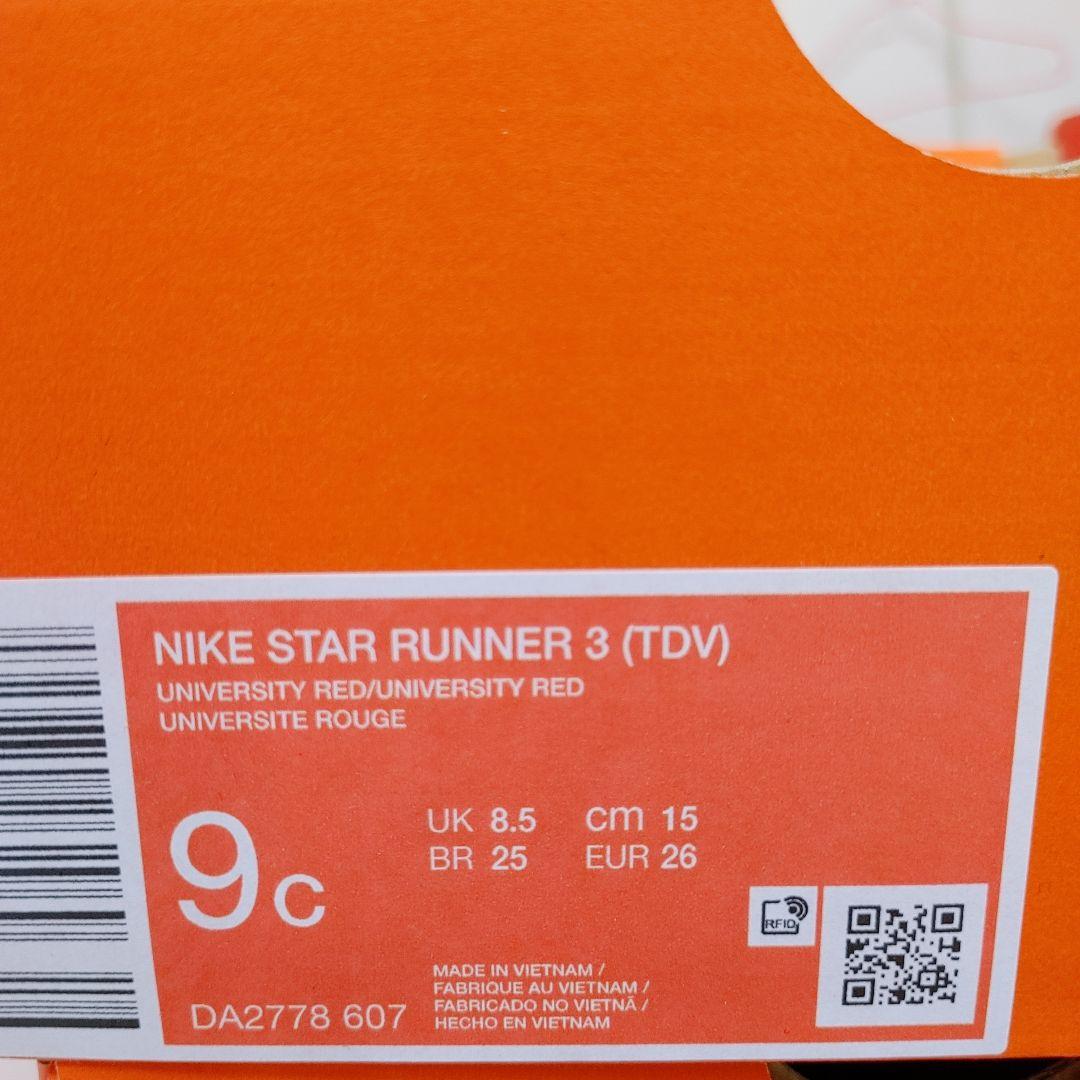 NIKE STAR RUNNER 3 (TDV)
UNIVERSITY RED/UNIVERSITY RED
UNIVERSITE ROUGE
9C
UK 8.5 cm 15
BR 25 EUR 26
RFID
MADE IN VIETNAM /
FABRIQUE AU VIETNAM /
FABRICADO NO VIETNÃ /
HECHO EN VIETNAM
DA2778 607